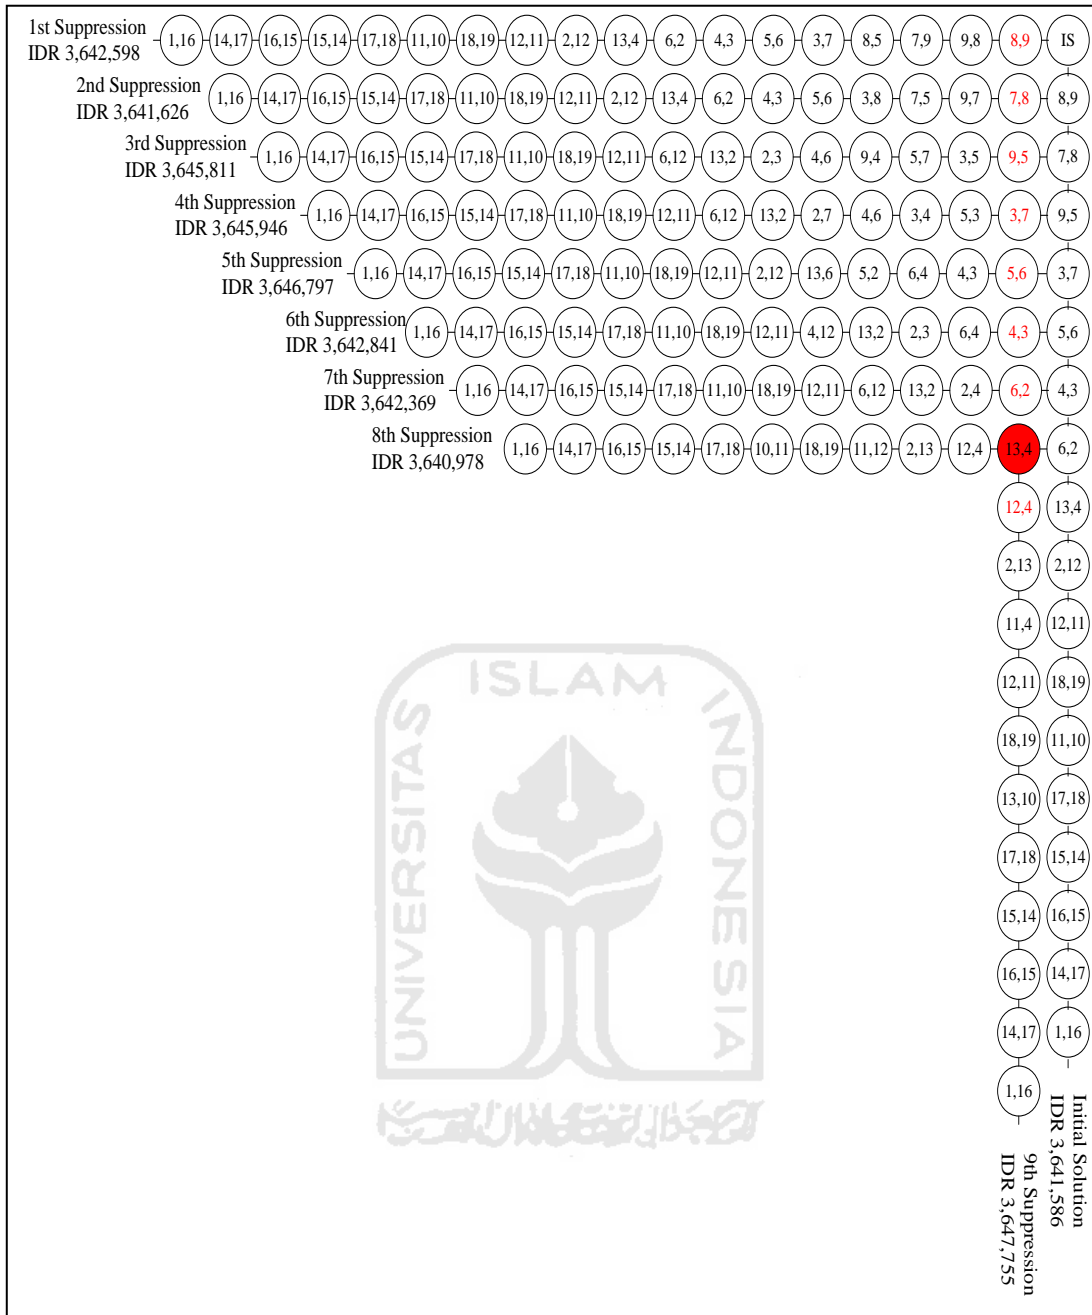 1st Suppression
IDR 3,642,598
1,16 14,17 16,15 15,14 17,18 11,10 18,19 12,11 2,12 13,4 6,2 4,3 5,6 3,7 8,5 7,9 9,8 8,9 IS
2nd Suppression
IDR 3,641,626
1,16 14,17 16,15 15,14 17,18 11,10 18,19 12,11 2,12 13,4 6,2 4,3 5,6 3,8 7,5 9,7 7,8 8,9
3rd Suppression
IDR 3,645,811
1,16 14,17 16,15 15,14 17,18 11,10 18,19 12,11 6,12 13,2 2,3 4,6 9,4 5,7 3,5 9,5 7,8
4th Suppression
IDR 3,645,946
1,16 14,17 16,15 15,14 17,18 11,10 18,19 12,11 6,12 13,2 2,7 4,6 3,4 5,3 3,7 9,5
5th Suppression
IDR 3,646,797
1,16 14,17 16,15 15,14 17,18 11,10 18,19 12,11 2,12 13,6 5,2 6,4 4,3 5,6 3,7
6th Suppression
IDR 3,642,841
1,16 14,17 16,15 15,14 17,18 11,10 18,19 12,11 4,12 13,2 2,3 6,4 4,3 5,6
7th Suppression
IDR 3,642,369
1,16 14,17 16,15 15,14 17,18 11,10 18,19 12,11 6,12 13,2 2,4 6,2 4,3
8th Suppression
IDR 3,640,978
1,16 14,17 16,15 15,14 17,18 10,11 18,19 11,12 2,13 12,4 13,4 6,2
12,4 13,4
2,13 2,12
11,4 12,11
12,11 18,19
18,19 11,10
13,10 17,18
17,18 15,14
15,14 16,15
16,15 14,17
14,17 1,16
1,16
Initial Solution
IDR 3,641,586
9th Suppression
IDR 3,647,755
ISLAM
UNIVERSITAS
INDONESIA